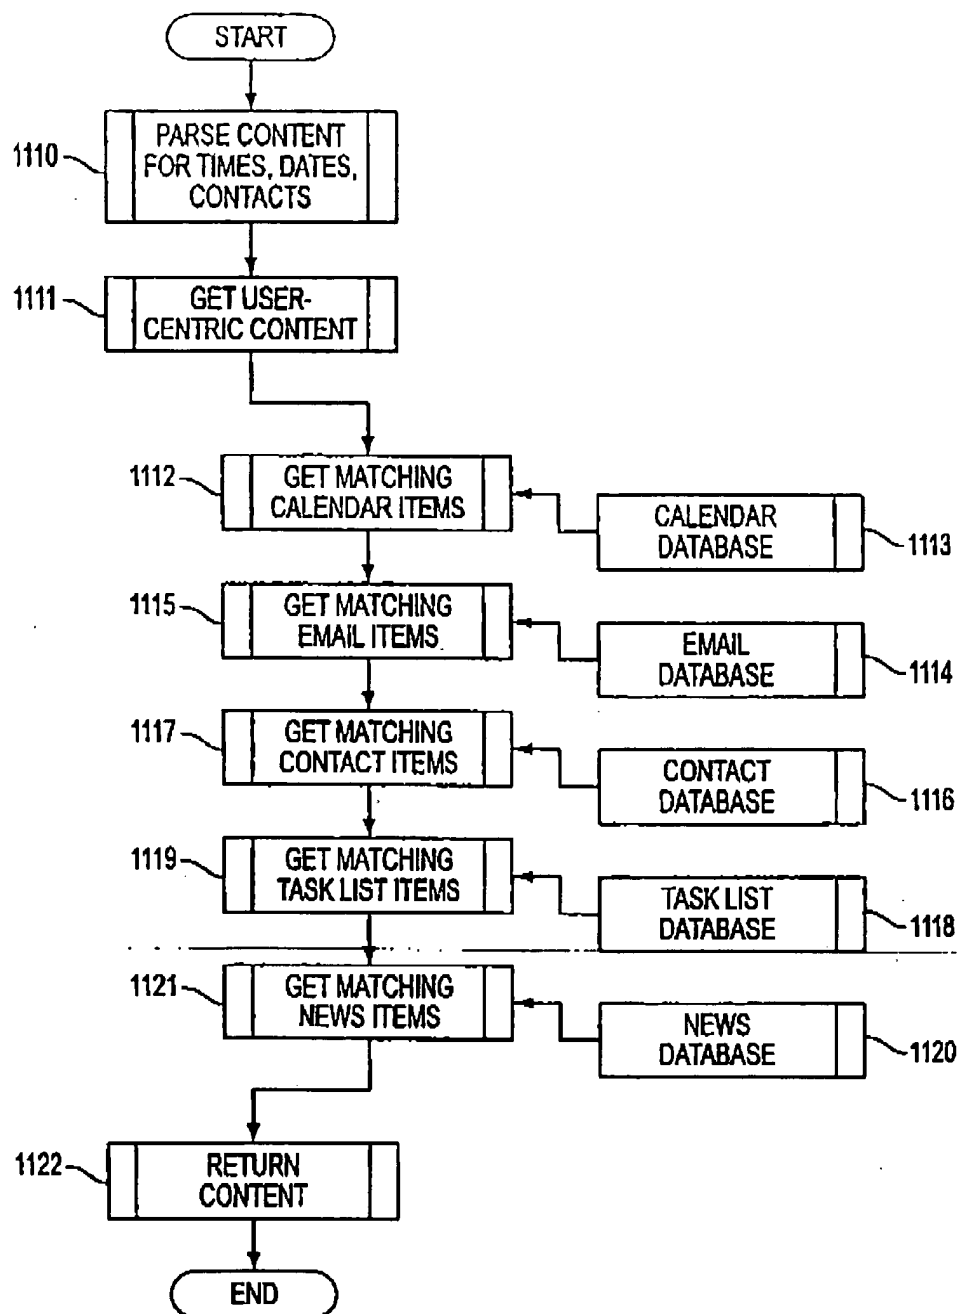 START
1110
PARSE CONTENT
FOR TIMES, DATES,
CONTACTS
1111
GET USER-
CENTRIC CONTENT
1112
GET MATCHING
CALENDAR ITEMS
CALENDAR
DATABASE
1113
1115
GET MATCHING
EMAIL ITEMS
EMAIL
DATABASE
1114
1117
GET MATCHING
CONTACT ITEMS
CONTACT
DATABASE
1116
1119
GET MATCHING
TASK LIST ITEMS
TASK LIST
DATABASE
1118
1121
GET MATCHING
NEWS ITEMS
NEWS
DATABASE
1120
1122
RETURN
CONTENT
END